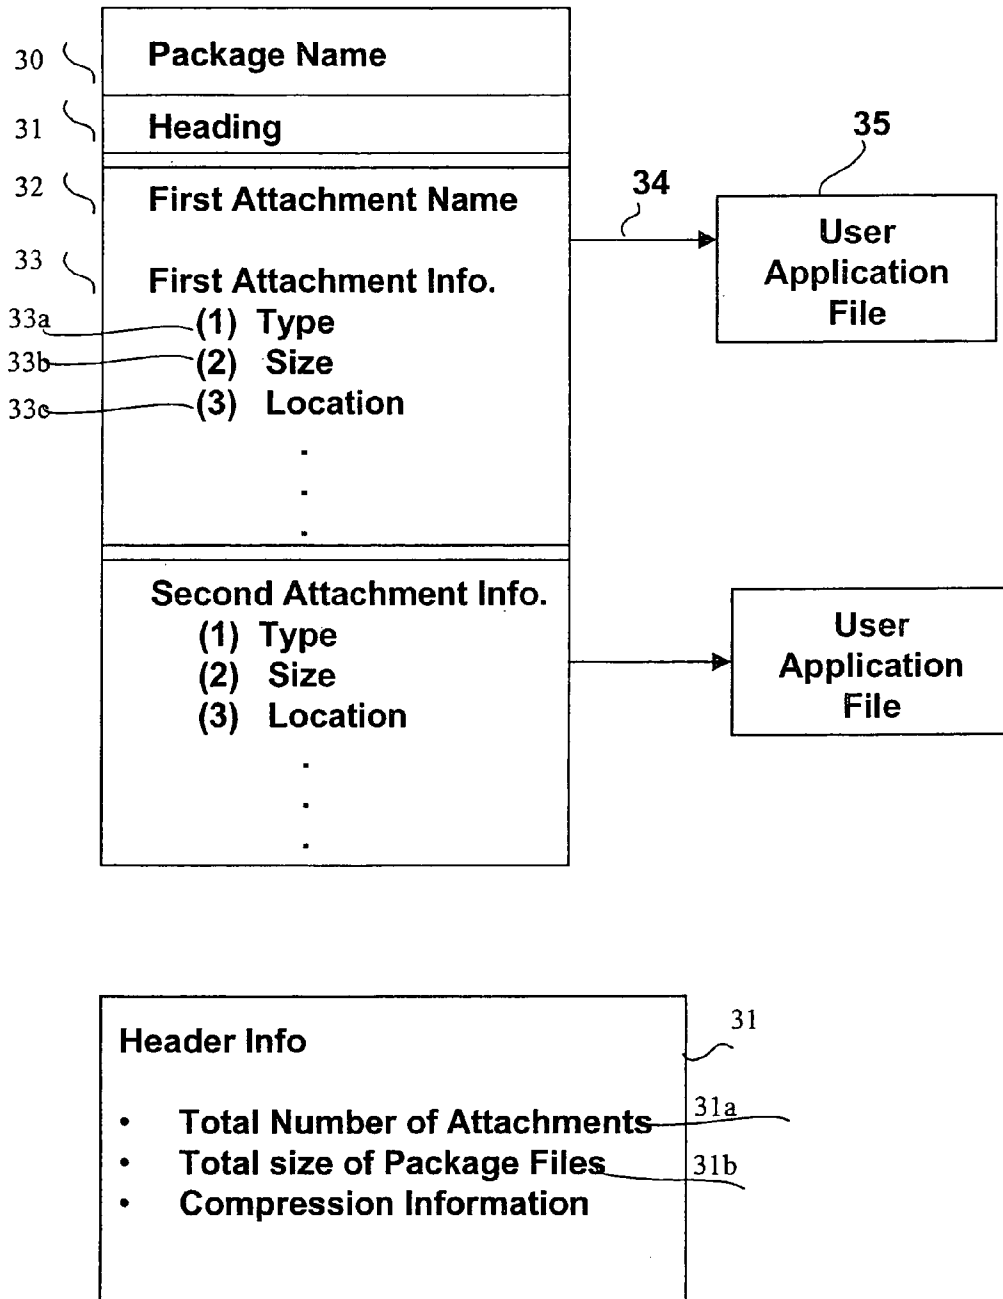 30 Package Name
31 Heading
32 First Attachment Name
33 First Attachment Info.
33a (1) Type
33b (2) Size
33c (3) Location
.
.
.
34
35
User
Application
File
Second Attachment Info.
(1) Type
(2) Size
(3) Location
.
.
.
User
Application
File
Header Info
31
• Total Number of Attachments 31a
• Total size of Package Files 31b
• Compression Information